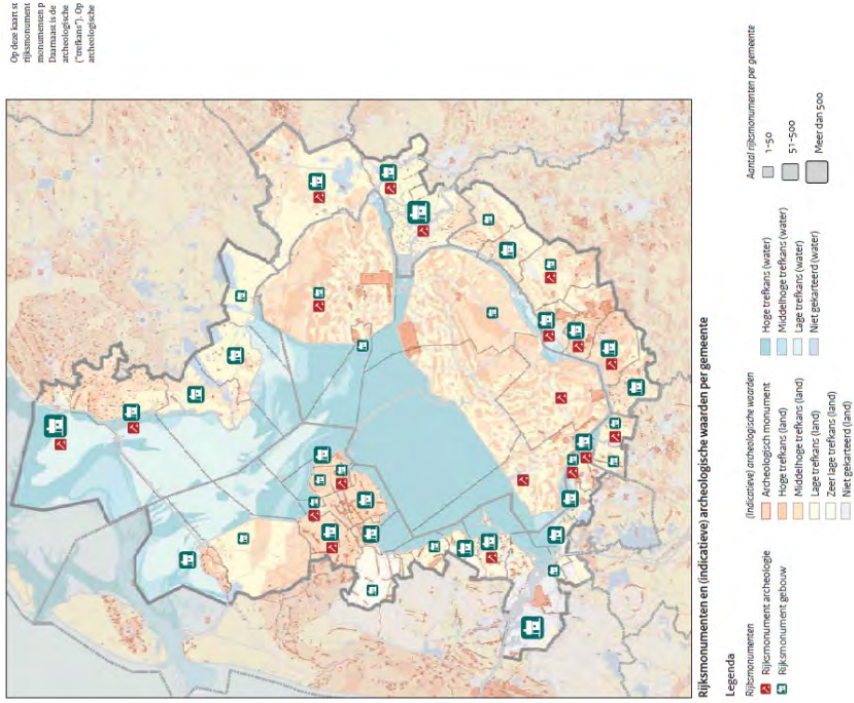 Op deze kaart st
rijksmonument
monumenten p
Daarnaast is de
archeologische
("trefkans"). Op
archeologische
Rijksmonumenten en (indicatieve) archeologische waarden per gemeente
Legenda
Rijksmonumenten
Rijksmonument archeologie
Rijksmonument gebouw
(Indicatieve) archeologische waarden
Archeologisch monument
Hoge trefkans (land)
Middelhoge trefkans (land)
Lage trefkans (land)
Zeer lage trefkans (land)
Niet gekarteerd (land)
Hoge trefkans (water)
Middelhoge trefkans (water)
Lage trefkans (water)
Niet gekarteerd (water)
Aantal rijksmonumenten per gemeente
1-50
51-500
Meer dan 500